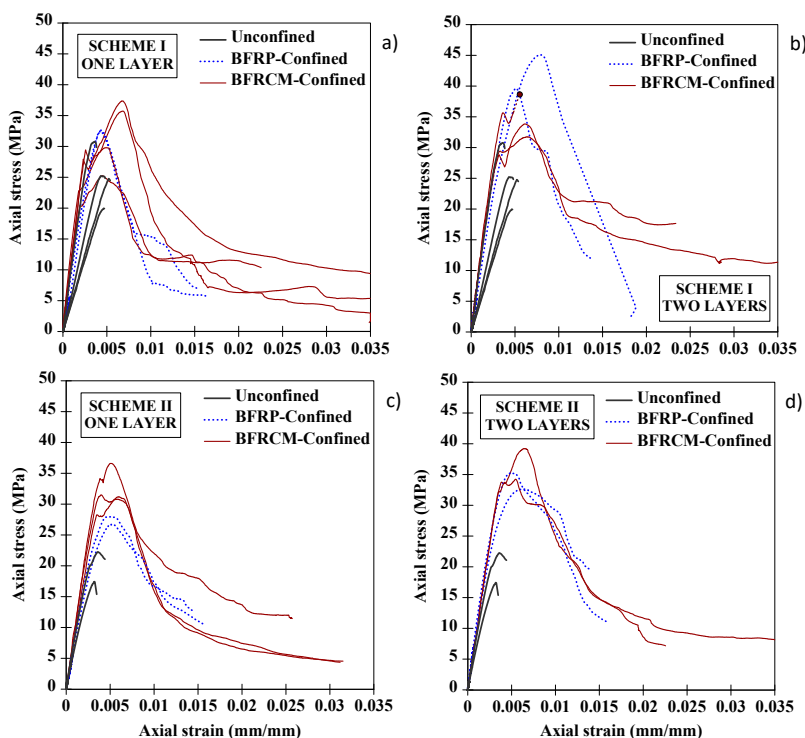 50
45
40
35
30
25
20
15
10
5
0
Axial stress (MPa)
SCHEME I
ONE LAYER
Unconfined
BFRP-Confined
BFRCM-Confined
a)
0 0.005 0.01 0.015 0.02 0.025 0.03 0.035
50
45
40
35
30
25
20
15
10
5
0
Axial stress (MPa)
Unconfined
BFRP-Confined
BFRCM-Confined
b)
SCHEME I
TWO LAYERS
0 0.005 0.01 0.015 0.02 0.025 0.03 0.035
50
45
40
35
30
25
20
15
10
5
0
Axial stress (MPa)
SCHEME II
ONE LAYER
Unconfined
BFRP-Confined
BFRCM-Confined
c)
0 0.005 0.01 0.015 0.02 0.025 0.03 0.035
Axial strain (mm/mm)
50
45
40
35
30
25
20
15
10
5
0
Axial stress (MPa)
SCHEME II
TWO LAYERS
Unconfined
BFRP-Confined
BFRCM-Confined
d)
0 0.005 0.01 0.015 0.02 0.025 0.03 0.035
Axial strain (mm/mm)